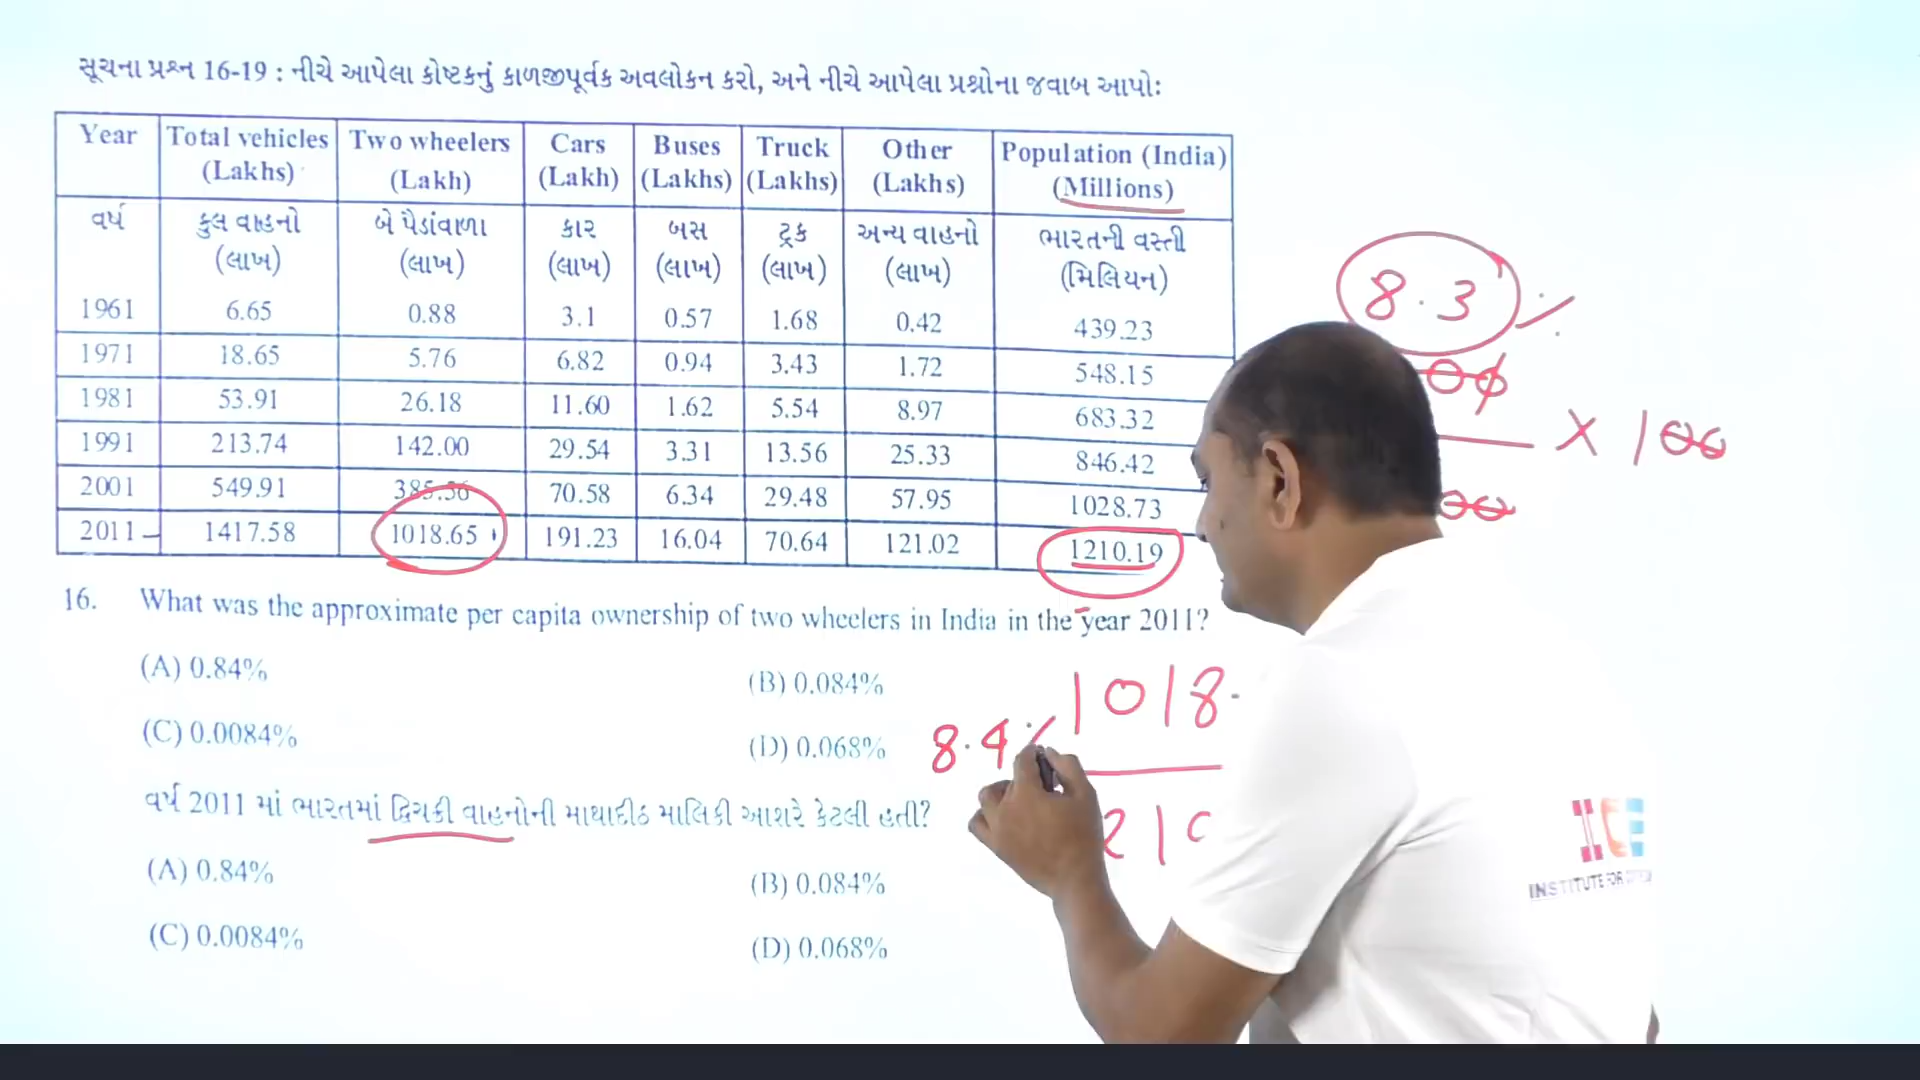 સૂચના પ્રશ્ન 16-19 : નીચે આપેલા કોષ્ટકનું કાળજીપૂર્વક અવલોકન કરો, અને નીચે આપેલા પ્રશ્નોના જવાબ આપોઃ
Year Total vehicles (Lakhs) Two wheelers (Lakh) Cars (Lakh) Buses (Lakhs) Truck (Lakhs) Other (Lakhs) Population (India) (Millions)
વર્ષ કુલ વાહનો (લાખ) બે પૈડાંવાળા (લાખ) કાર (લાખ) બસ (લાખ) ટ્રક (લાખ) અન્ય વાહનો (લાખ) ભારતની વસ્તી (મિલિયન)
1961 6.65 0.88 3.1 0.57 1.68 0.42 439.23
1971 18.65 5.76 6.82 0.94 3.43 1.72 548.15
1981 53.91 26.18 11.60 1.62 5.54 8.97 683.32
1991 213.74 142.00 29.54 3.31 13.56 25.33 846.42
2001 549.91 385.56 70.58 6.34 29.48 57.95 1028.73
2011 1417.58 1018.65 191.23 16.04 70.64 121.02 1210.19
8.3 %
× 100
16. What was the approximate per capita ownership of two wheelers in India in the year 2011?
(A) 0.84% (B) 0.084%
(C) 0.0084% (D) 0.068%
1018.
8.4 %
વર્ષ 2011 માં ભારતમાં દ્વિચક્રી વાહનોની માથાદીઠ માલિકી આશરે કેટલી હતી?
(A) 0.84% (B) 0.084%
(C) 0.0084% (D) 0.068%
ICE
INSTITUTE FOR